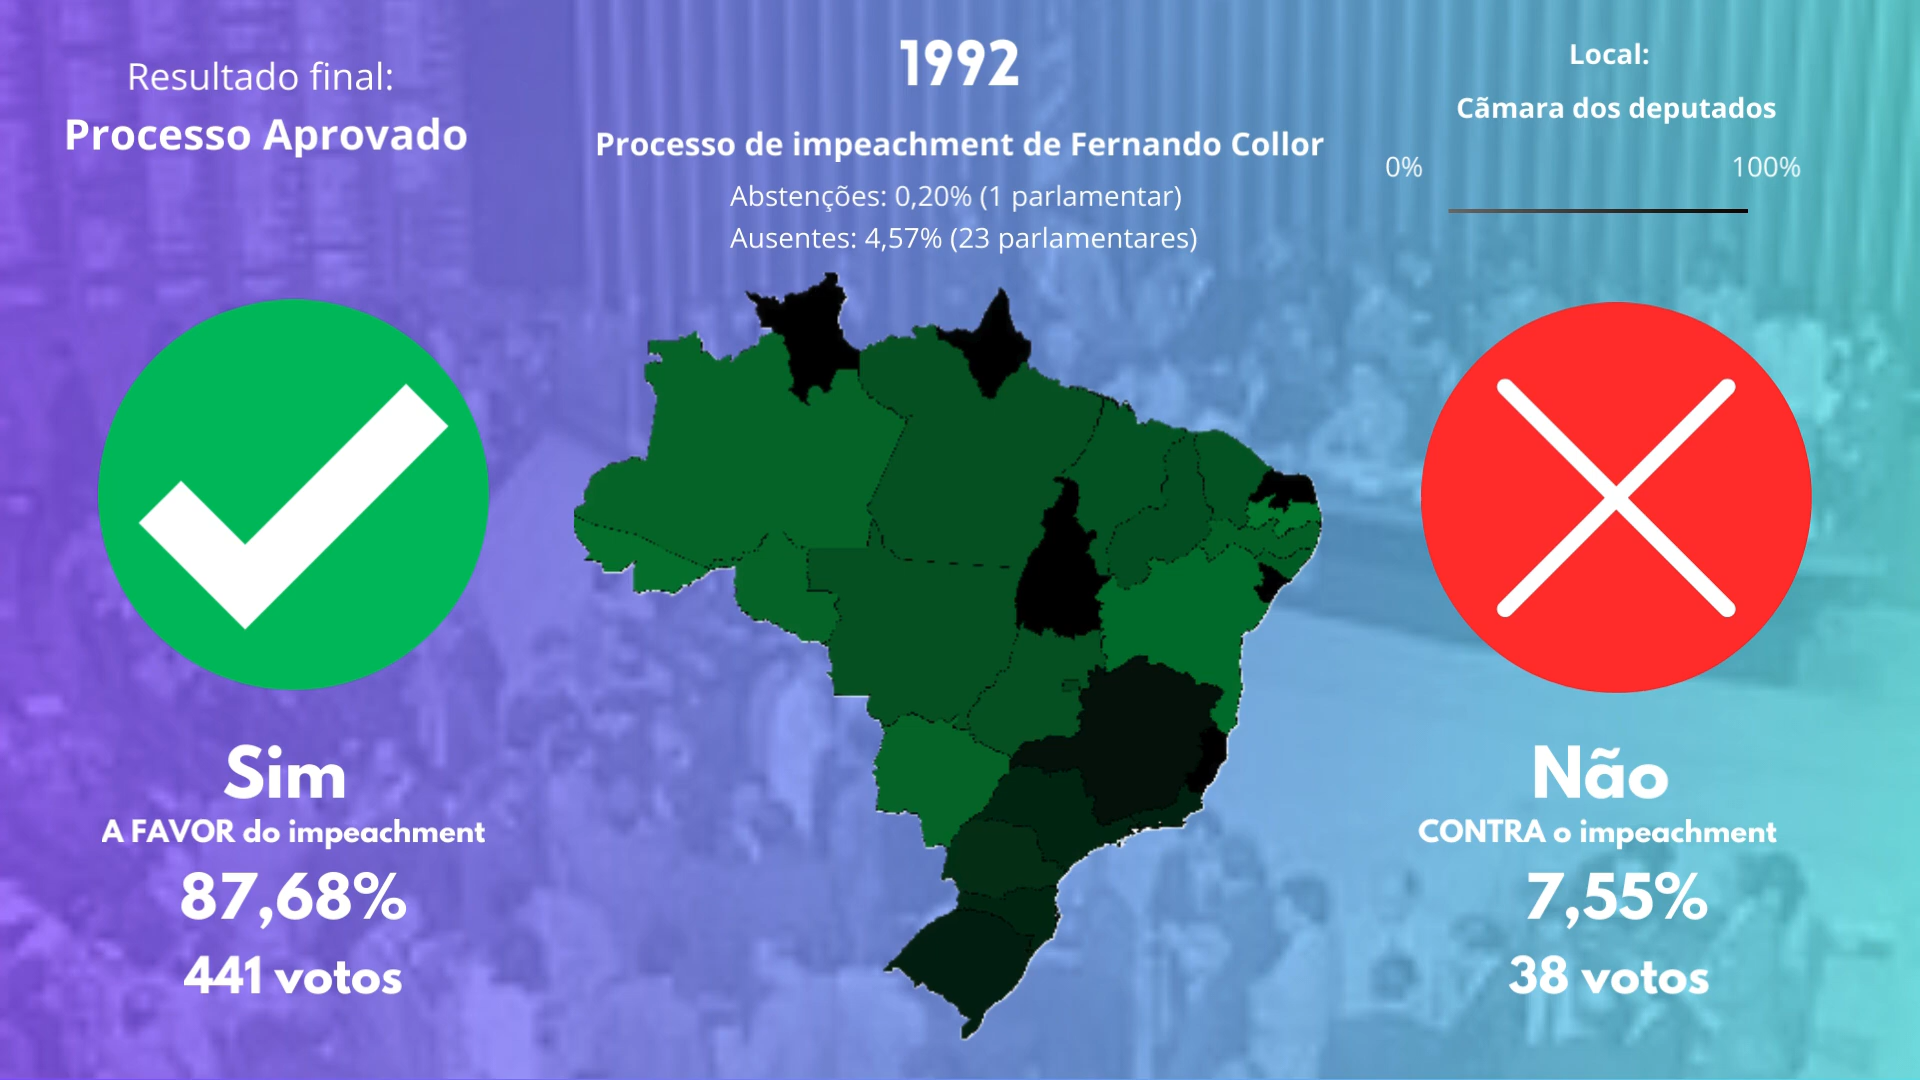 Resultado final:
Processo Aprovado
1992
Processo de impeachment de Fernando Collor
Abstenções: 0,20% (1 parlamentar)
Ausentes: 4,57% (23 parlamentares)
Local:
Cãmara dos deputados
0% 100%
Sim
A FAVOR do impeachment
87,68%
441 votos
Não
CONTRA o impeachment
7,55%
38 votos